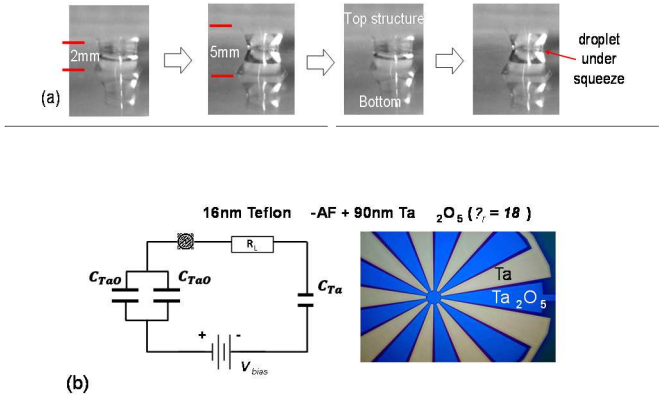 2mm
5mm
Top structure
Bottom
droplet
under
squeeze
(a)
16nm Teflon -AF + 90nm Ta 2O5 (?r = 18 )
RL
CTaO CTaO
CTa
+ -
Vbias
Ta
Ta 2O5
(b)